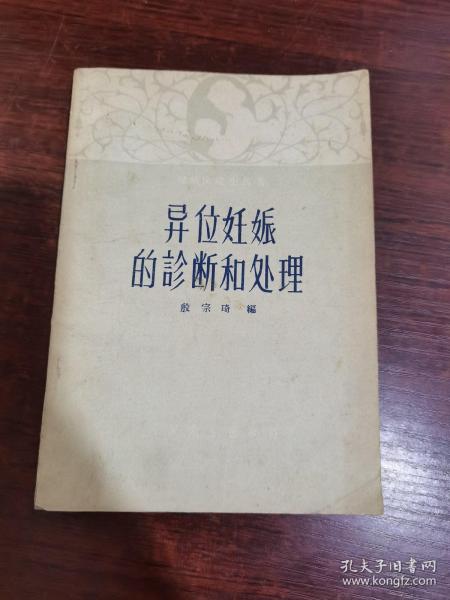 异位妊娠
的診断和处理
殷宗琦 編
孔夫子旧书网
www.kongfz.com